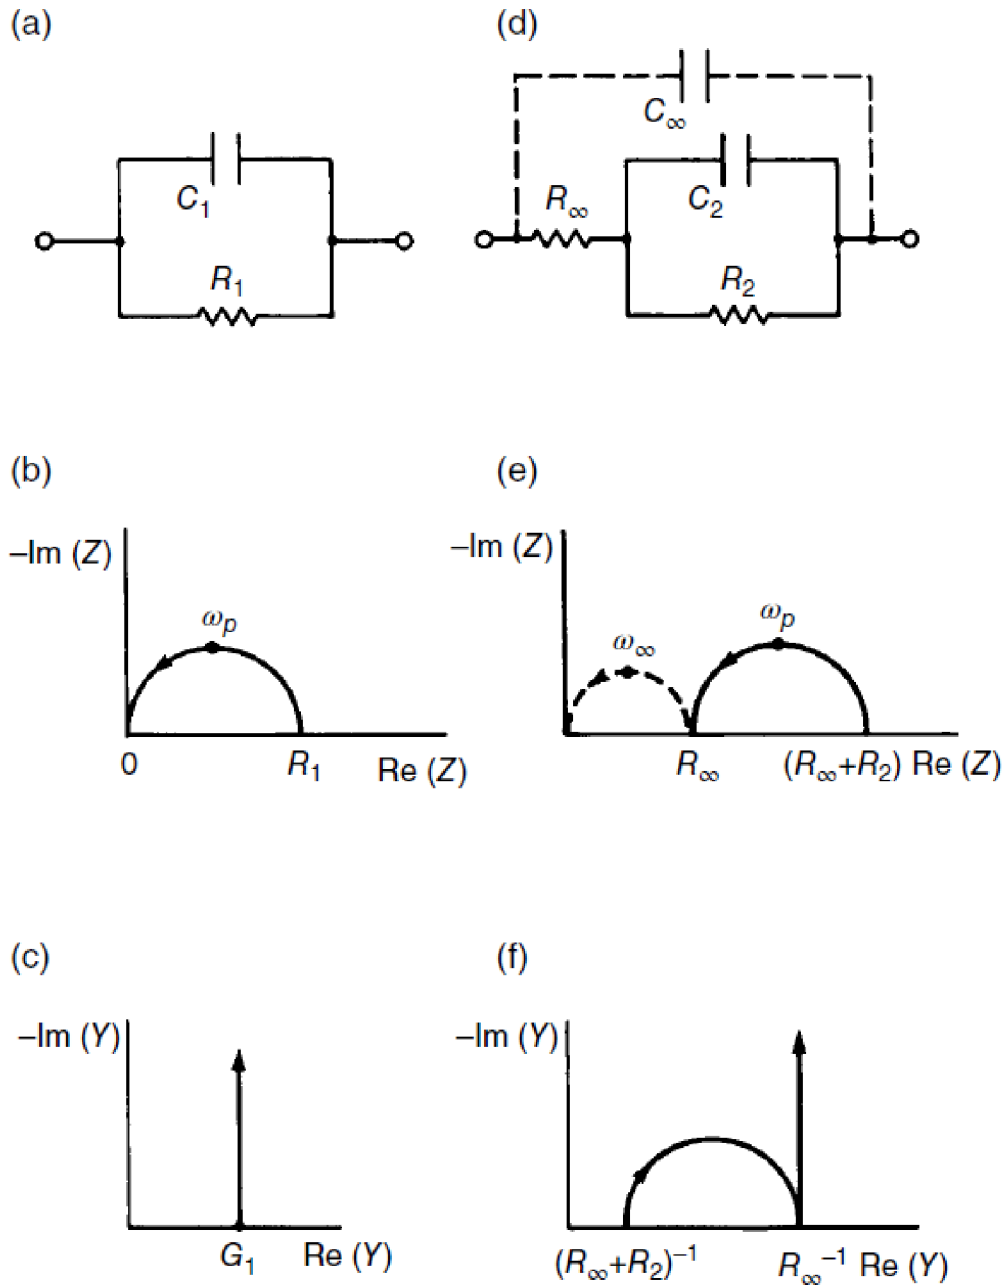 (a)
C₁
R₁
(d)
C∞
R∞
C₂
R₂
(b)
–Im (Z)
ωₚ
0
R₁
Re (Z)
(e)
–Im (Z)
ω∞
ωₚ
R∞
(R∞+R₂)
Re (Z)
(c)
–Im (Y)
G₁
Re (Y)
(f)
–Im (Y)
(R∞+R₂)⁻¹
R∞⁻¹
Re (Y)